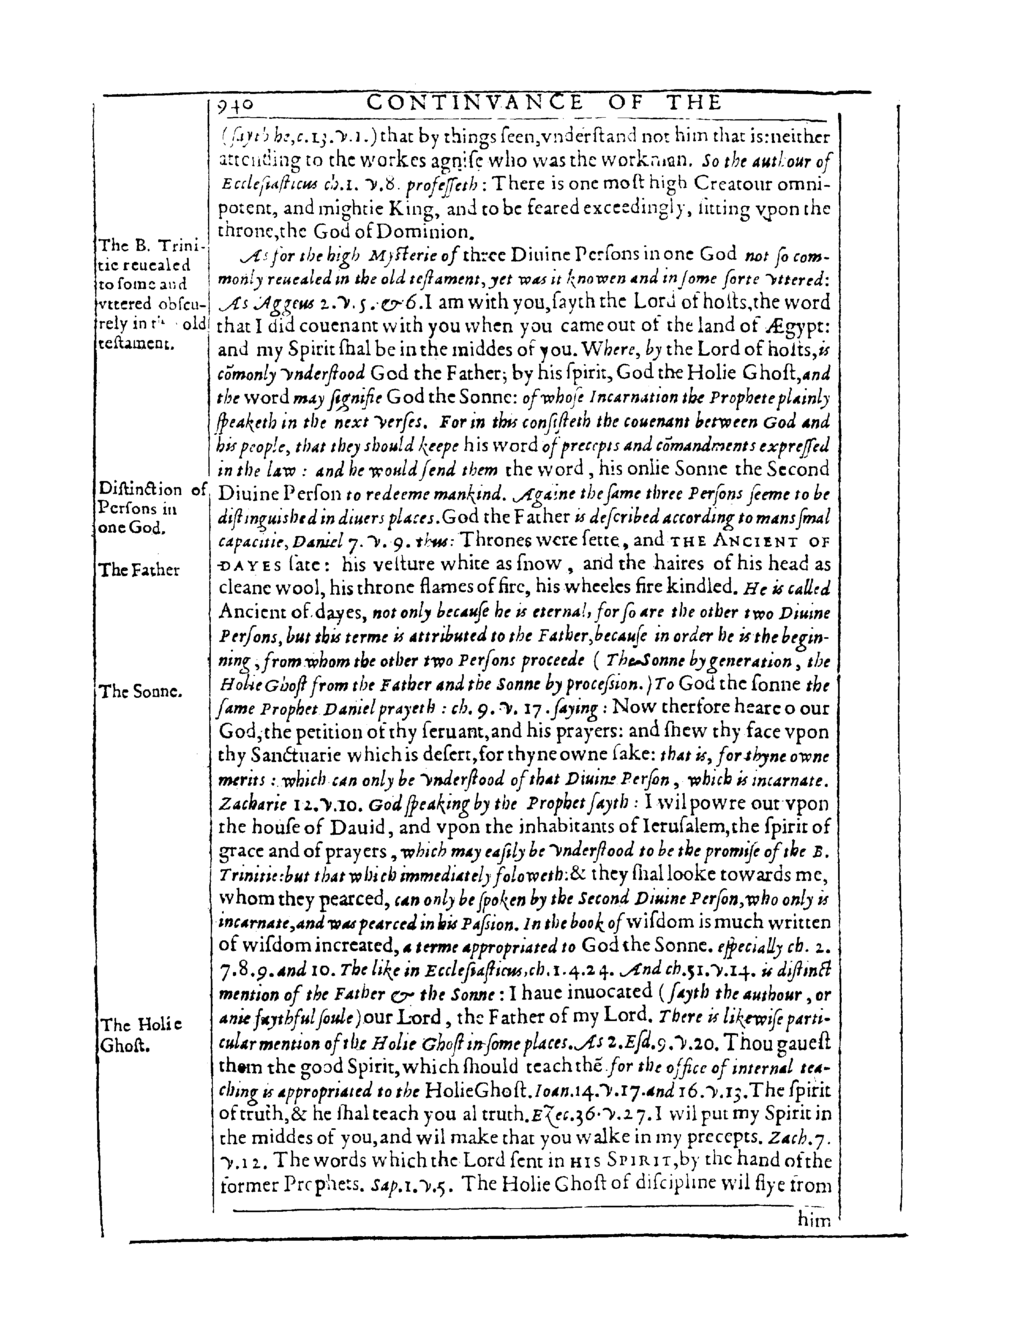 940 CONTINVANCE OF THE
(ſayth he,c.13.v.1.) that by things ſeen,vnderſtand not him that is:neither
attending to the workes agniſe who was the workman. So the authour of
Eccleſiaſticus ch.1. v.8. profeſſeth : There is one moſt high Creatour omni-
potent, and mightie King, and to be feared exceedingly, ſitting vpon the
throne,the God of Dominion.
The B. Trini-
tie reuealed
to ſome and
vttered obſcu-
rely in the old
teſtament.
As for the high Myſterie of three Diuine Perſons in one God not ſo com-
monly reuealed in the old teſtament, yet was it knowen and in ſome ſorte vttered:
As Aggeus 2.v.5.& 6.I am with you,ſayth the Lord of hoſts,the word
that I did couenant with you when you came out of the land of Ægypt:
and my Spirit ſhal be in the middes of you. Where, by the Lord of hoſts,is
cõmonly vnderſtood God the Father; by his ſpirit, God the Holie Ghoſt,and
the word may ſignifie God the Sonne: of whoſe Incarnation the Prophete plainly
ſpeaketh in the next verſes. For in this conſiſteth the couenant betwen God and
his people, that they should keepe his word of precepts and cõmandments expreſſed
in the law : and he would ſend them the word, his onlie Sonne the Second
Diſtinction of
Perſons in
one God.
Diuine Perſon to redeeme mankind. Againe the ſame three Perſons ſeeme to be
diſtinguished in diuers places.God the Father is deſcribed according to mans ſmal
capacitie, Daniel 7. v. 9. thus: Thrones were ſette, and THE ANCIENT OF
The Father
DAYES ſate: his veſture white as ſnow, and the haires of his head as
cleane wool, his throne flames of fire, his wheeles fire kindled. He is called
Ancient of dayes, not only becauſe he is eternal, for ſo are the other two Diuine
Perſons, but this terme is attributed to the Father,becauſe in order he is the begin-
ning, from whom the other two Perſons proceede ( The Sonne by generation, the
The Sonne.
Holie Ghoſt from the Father and the Sonne by proceſsion.) To God the ſonne the
ſame Prophet Daniel prayeth : ch. 9. v. 17. ſaying : Now therfore heare o our
God, the petition of thy ſeruant,and his prayers: and ſhew thy face vpon
thy Sanctuarie which is deſert,for thyne owne ſake: that is, for thyne owne
merits : which can only be vnderſtood of that Diuine Perſon, which is incarnate.
Zacharie 12.v.10. God ſpeaking by the Prophet ſayth : I wil powre out vpon
the houſe of Dauid, and vpon the inhabitants of Ieruſalem,the ſpirit of
grace and of prayers, which may eaſily be vnderſtood to be the promiſe of the B.
Trinitie:but that which immediately foloweth:& they ſhal looke towards me,
whom they pearced, can only be ſpoken by the Second Diuine Perſon,who only is
incarnate,and was pearced in his Paſsion. In the book of wiſdom is much written
of wiſdom increated, a terme appropriated to God the Sonne. eſpecially ch. 2.
7.8.9.and 10. The like in Eccleſiaſticus,ch.1.4.24. And ch.51.v.14. is diſtinct
mention of the Father & the Sonne : I haue inuocated ( ſayth the authour, or
The Holie
Ghoſt.
anie faythful ſoule ) our Lord, the Father of my Lord. There is likewiſe parti-
cular mention of the Holie Ghoſt in ſome places. As 2.Eſd.9.v.20. Thou gaueſt
them the good Spirit,which ſhould teach thē. for the office of internal tea-
ching is appropriated to the Holie Ghoſt. Ioan.14.v.17.and 16.v.13.The ſpirit
of truth,& he ſhal teach you al truth.Ezec.36.v.27.I wil put my Spirit in
the middes of you,and wil make that you walke in my precepts. Zach.7.
v.12. The words which the Lord ſent in HIS SPIRIT,by the hand of the
former Prophets. Sap.1.v.5. The Holie Ghoſt of diſcipline wil flye from
him